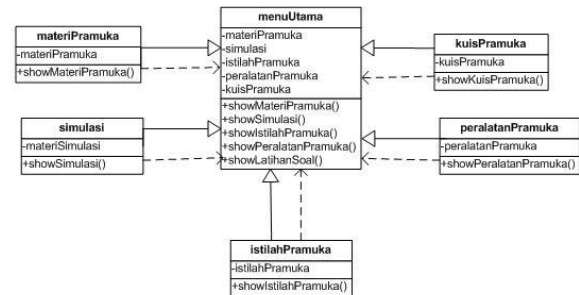 materiPramuka
-materiPramuka
+showMateriPramuka()
simulasi
-materiSimulasi
+showSimulasi()
menuUtama
-materiPramuka
-simulasi
-istilahPramuka
-peralatanPramuka
-kuisPramuka
+showMateriPramuka()
+showSimulasi()
+showIstilahPramuka()
+showPeralatanPramuka()
+showLatihanSoal()
kuisPramuka
-kuisPramuka
+showKuisPramuka()
peralatanPramuka
-peralatanPramuka
+showPeralatanPramuka()
istilahPramuka
-istilahPramuka
+showIstilahPramuka()